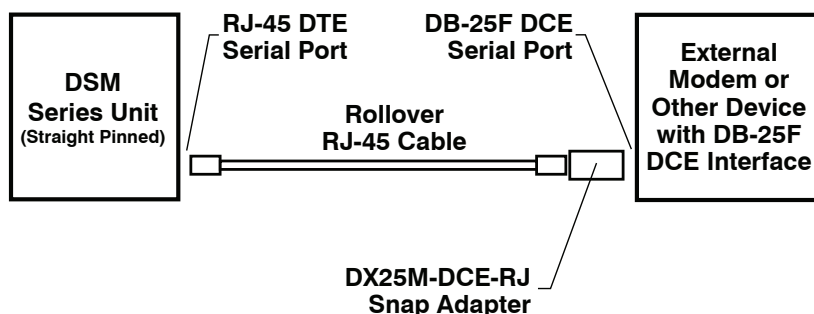 RJ-45 DTE
Serial Port
DB-25F DCE
Serial Port
DSM
Series Unit
(Straight Pinned)
Rollover
RJ-45 Cable
External
Modem or
Other Device
with DB-25F
DCE Interface
DX25M-DCE-RJ
Snap Adapter